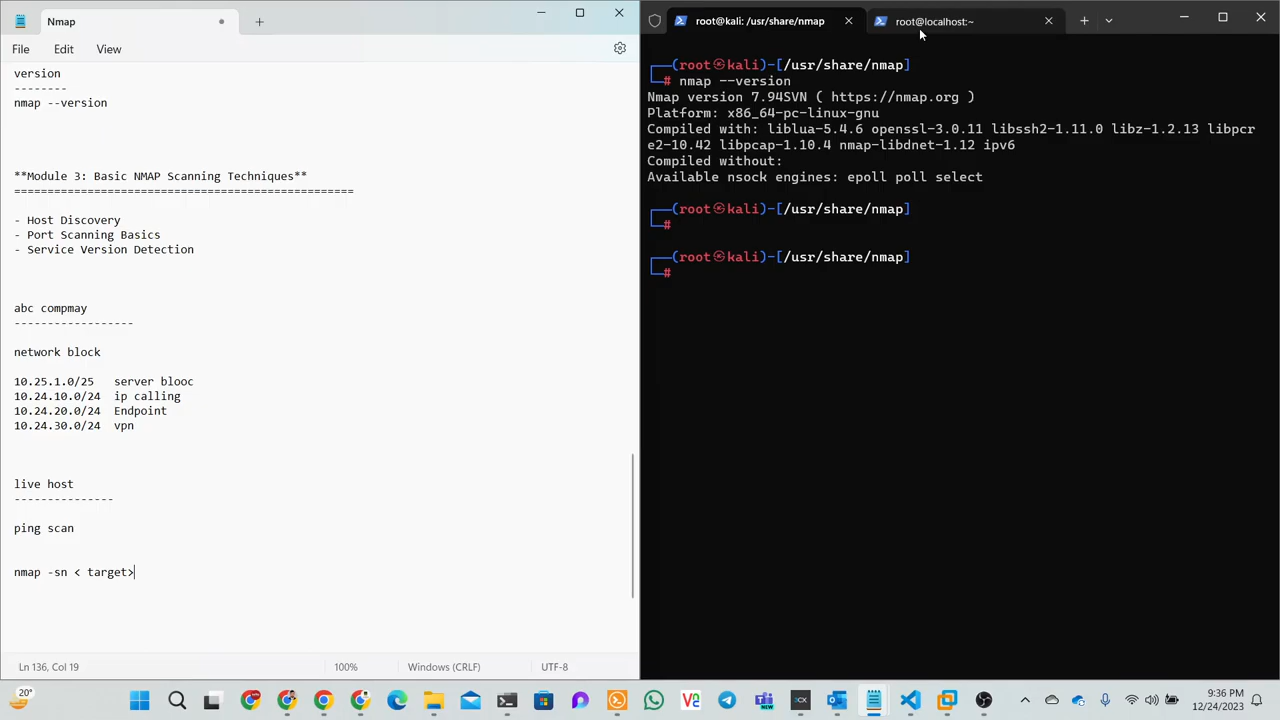 Nmap
File Edit View
version
--------
nmap --version
**Module 3: Basic NMAP Scanning Techniques**
===================================================
- Host Discovery
- Port Scanning Basics
- Service Version Detection
abc compmay
------------------
network block
10.25.1.0/25 server blooc
10.24.10.0/24 ip calling
10.24.20.0/24 Endpoint
10.24.30.0/24 vpn
live host
---------------
ping scan
nmap -sn < target>
Ln 136, Col 19 100% Windows (CRLF) UTF-8
root@kali: /usr/share/nmap root@localhost:~
┌──(root㉿kali)-[/usr/share/nmap]
└─# nmap --version
Nmap version 7.94SVN ( https://nmap.org )
Platform: x86_64-pc-linux-gnu
Compiled with: liblua-5.4.6 openssl-3.0.11 libssh2-1.11.0 libz-1.2.13 libpcr
e2-10.42 libpcap-1.10.4 nmap-libdnet-1.12 ipv6
Compiled without:
Available nsock engines: epoll poll select
┌──(root㉿kali)-[/usr/share/nmap]
└─#
┌──(root㉿kali)-[/usr/share/nmap]
└─#
20°
9:36 PM
12/24/2023